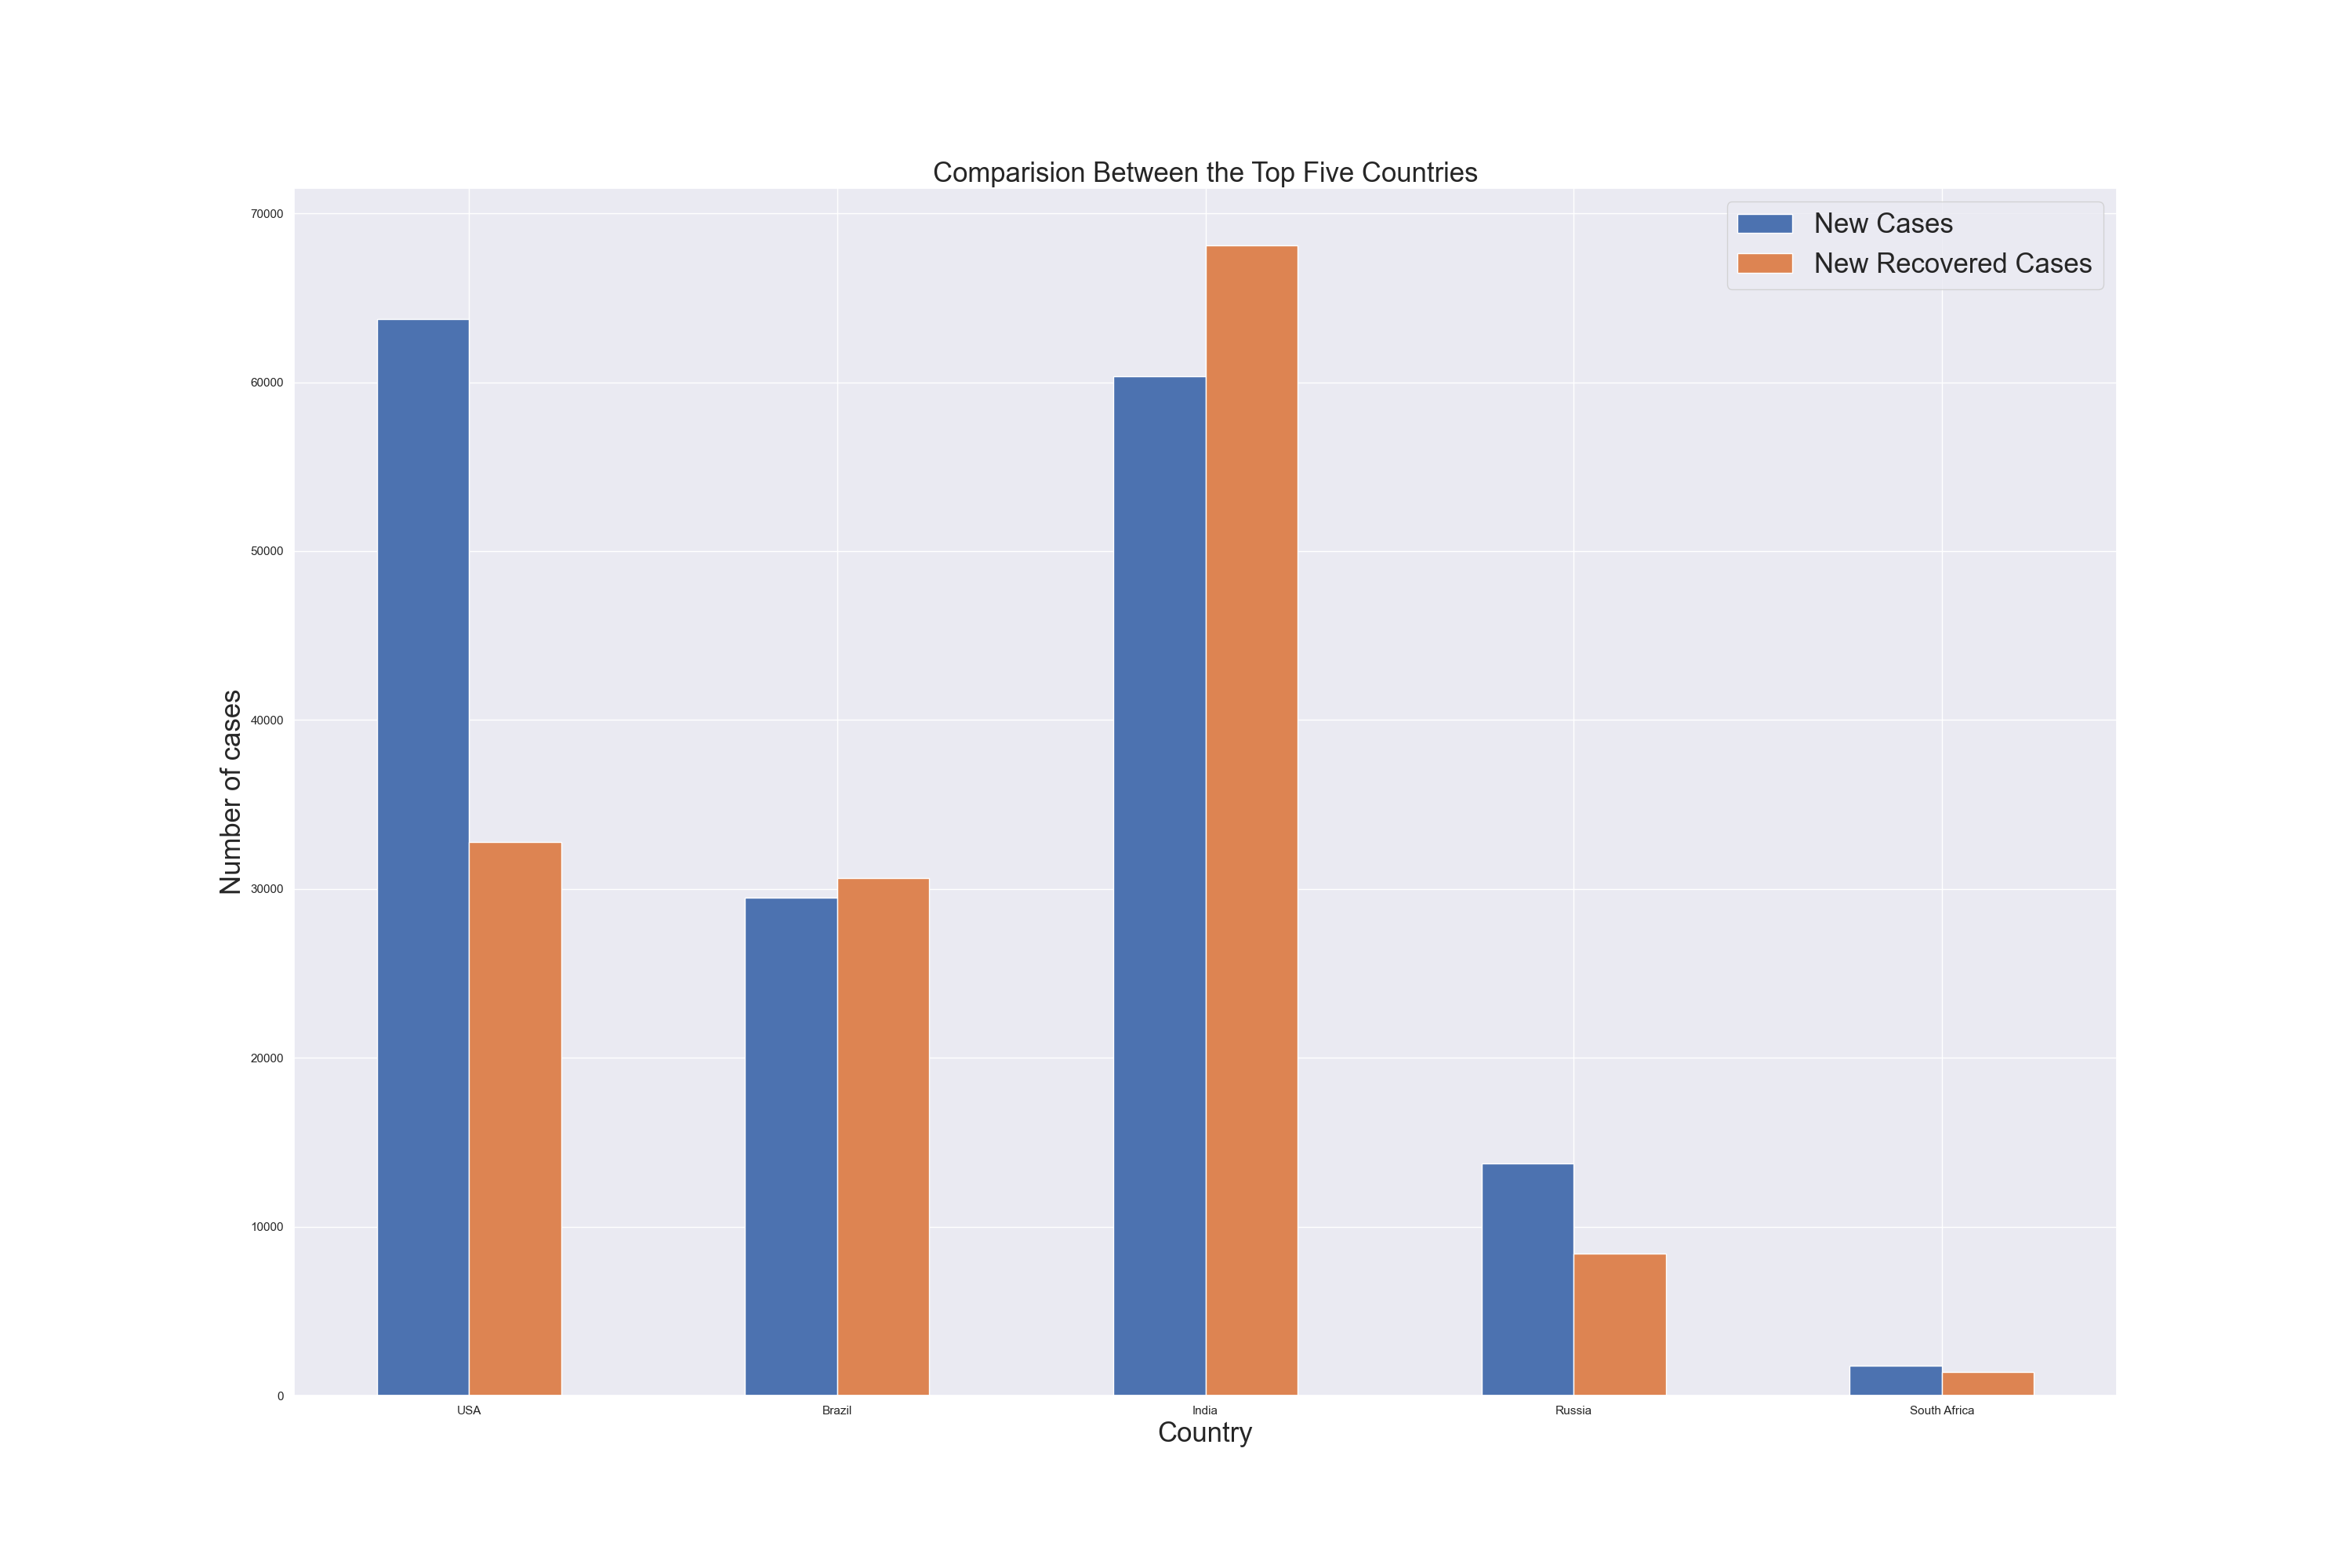 Comparision Between the Top Five Countries
New Cases
New Recovered Cases
Number of cases
70000
60000
50000
40000
30000
20000
10000
0
USA
Brazil
India
Russia
South Africa
Country